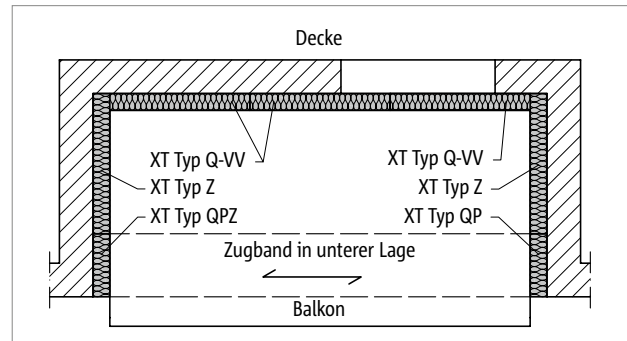 Decke
XT Typ Q-VV
XT Typ Q-VV
XT Typ Z
XT Typ Z
XT Typ QPZ
XT Typ QP
Zugband in unterer Lage
Balkon